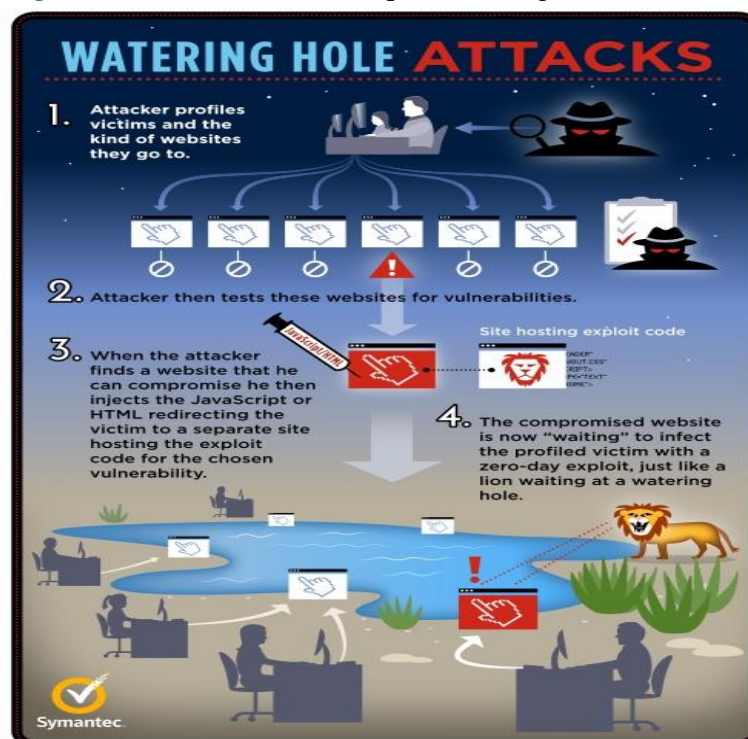 WATERING HOLE ATTACKS
1. Attacker profiles
victims and the
kind of websites
they go to.
2. Attacker then tests these websites for vulnerabilities.
JavaScript/HTML
Site hosting exploit code
3. When the attacker
finds a website that he
can compromise he then
injects the JavaScript or
HTML redirecting the
victim to a separate site
hosting the exploit
code for the chosen
vulnerability.
4. The compromised website
is now “waiting” to infect
the profiled victim with a
zero-day exploit, just like a
lion waiting at a watering
hole.
Symantec.